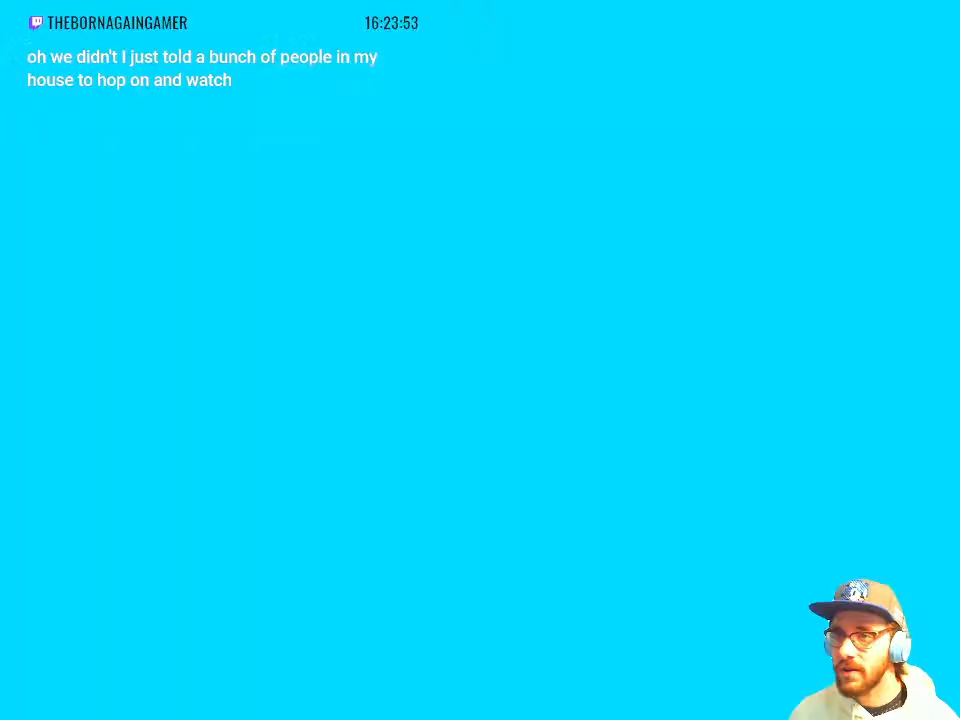 THEBORNAGAINGAMER 16:23:53
oh we didn't I just told a bunch of people in my
house to hop on and watch